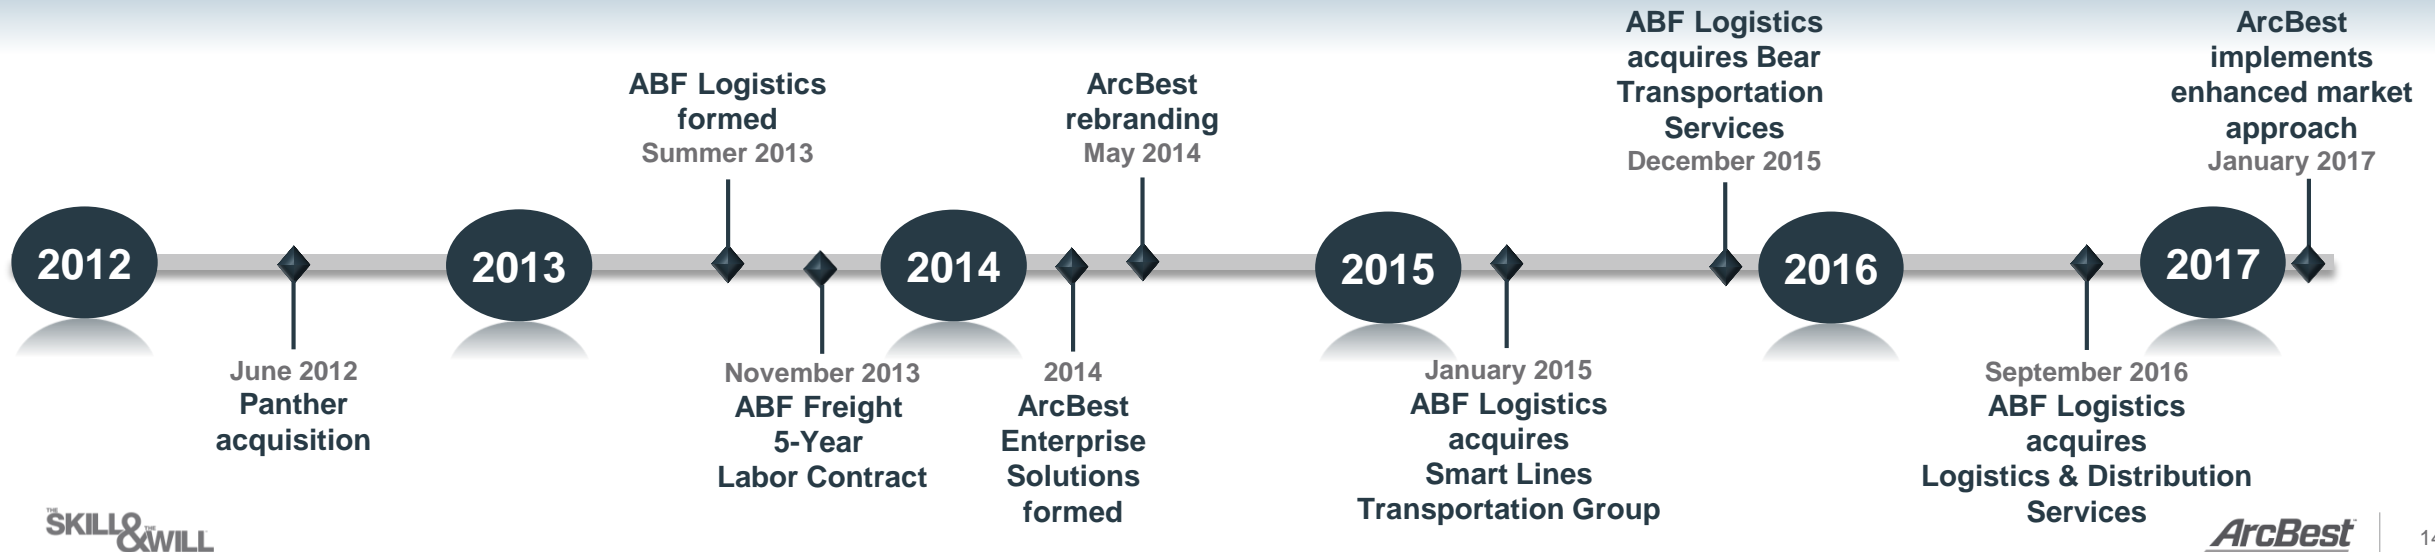 ABF Logistics
formed
Summer 2013
ArcBest
rebranding
May 2014
ABF Logistics
acquires Bear
Transportation
Services
December 2015
ArcBest
implements
enhanced market
approach
January 2017
2012
2013
2014
2015
2016
2017
June 2012
Panther
acquisition
November 2013
ABF Freight
5-Year
Labor Contract
2014
ArcBest
Enterprise
Solutions
formed
January 2015
ABF Logistics
acquires
Smart Lines
Transportation Group
September 2016
ABF Logistics
acquires
Logistics & Distribution
Services
THE SKILL
& THE WILL
ArcBest